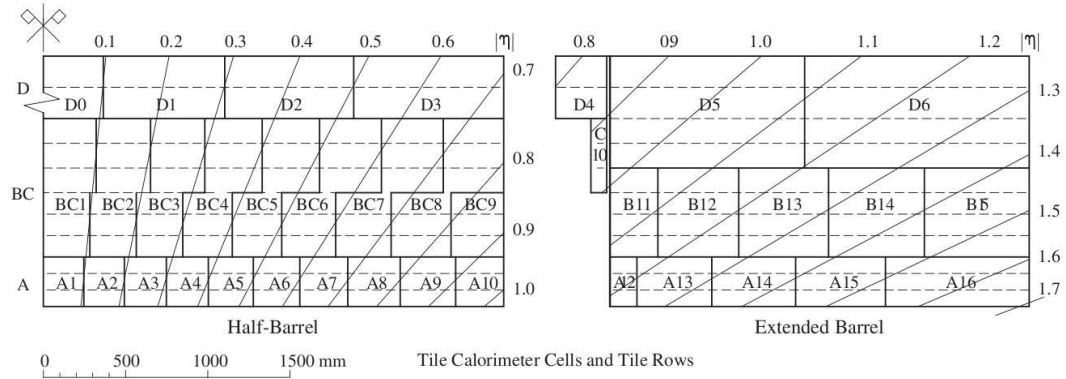 0.1 0.2 0.3 0.4 0.5 0.6 |η| 0.8 09 1.0 1.1 1.2 |η|
0.7
D
D0 D1 D2 D3 D4 D5 D6
1.3
C
10
0.8
1.4
BC
BC1 BC2 BC3 BC4 BC5 BC6 BC7 BC8 BC9 B11 B12 B13 B14 B15
1.5
0.9
1.6
A
A1 A2 A3 A4 A5 A6 A7 A8 A9 A10 A12 A13 A14 A15 A16
1.0
1.7
Half-Barrel Extended Barrel
0 500 1000 1500 mm
Tile Calorimeter Cells and Tile Rows